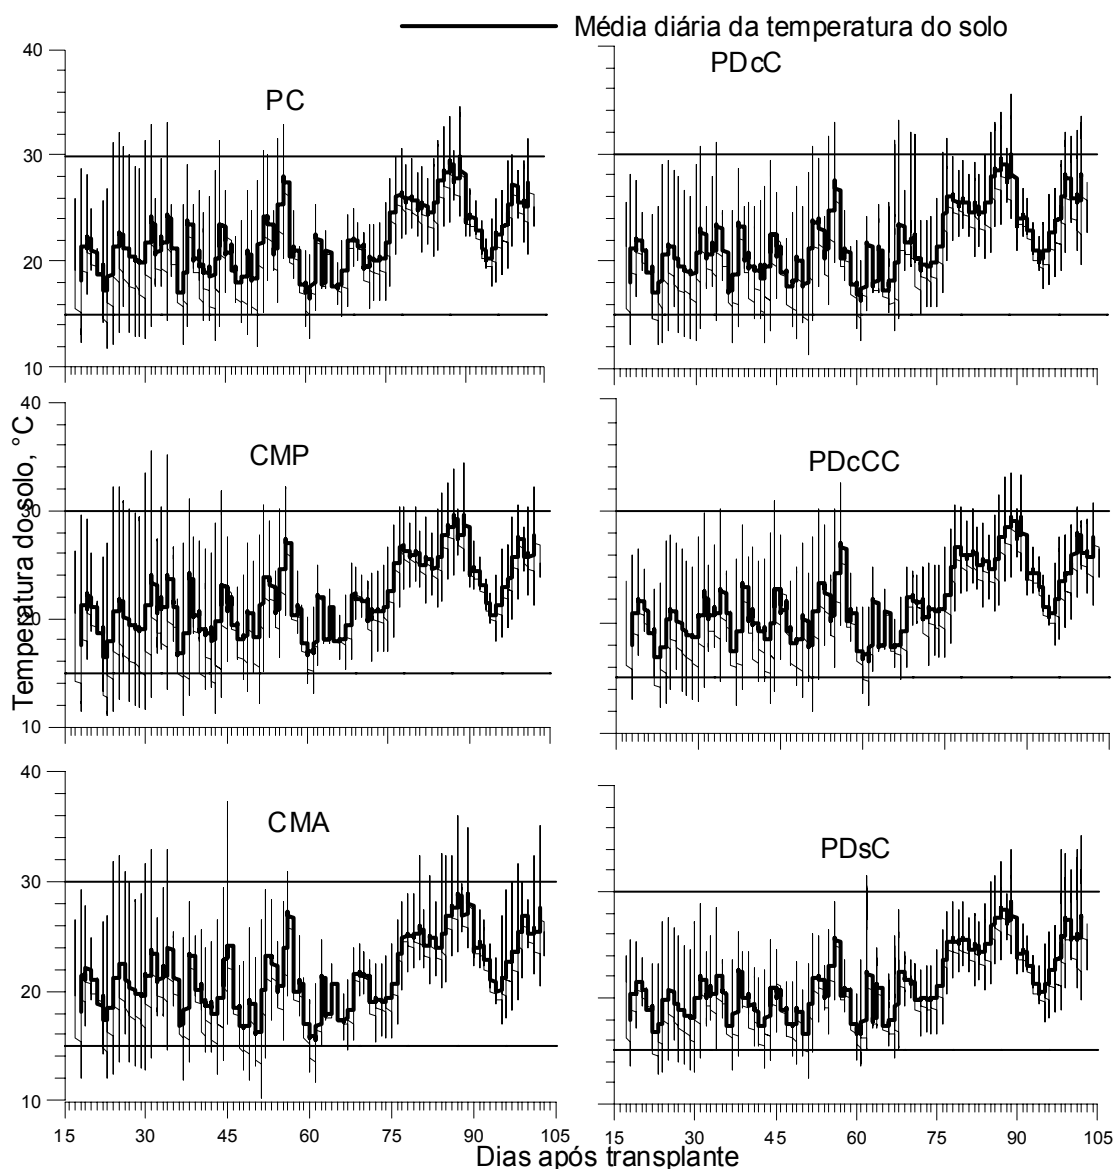 Média diária da temperatura do solo
40
PDcC
PC
30
20
10
40
Temperatura do solo, °C
CMP
PDcCC
30
20
10
40
CMA
PDsC
30
20
10
15 30 45 60 75 90 105 15 30 45 60 75 90 105
Dias após transplante